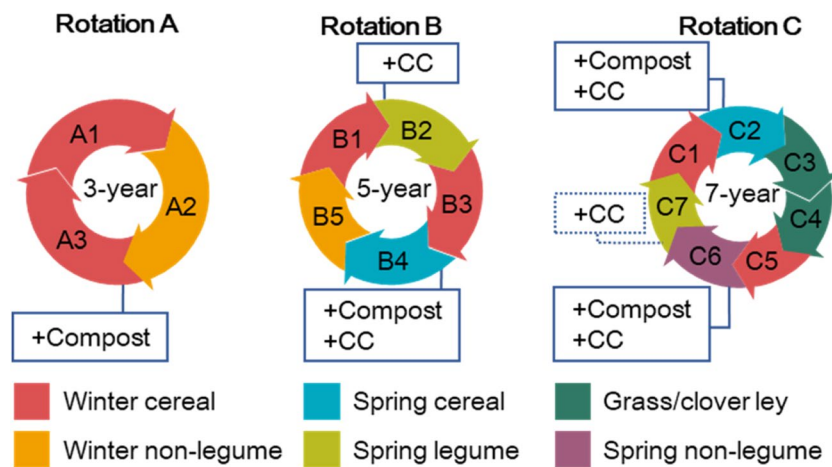 Rotation A
A1
A2
A3
3-year
+Compost
Rotation B
+CC
B1
B2
B3
B4
B5
5-year
+Compost
+CC
Rotation C
+Compost
+CC
C1
C2
C3
C4
C5
C6
C7
7-year
+CC
+Compost
+CC
Winter cereal
Spring cereal
Grass/clover ley
Winter non-legume
Spring legume
Spring non-legume